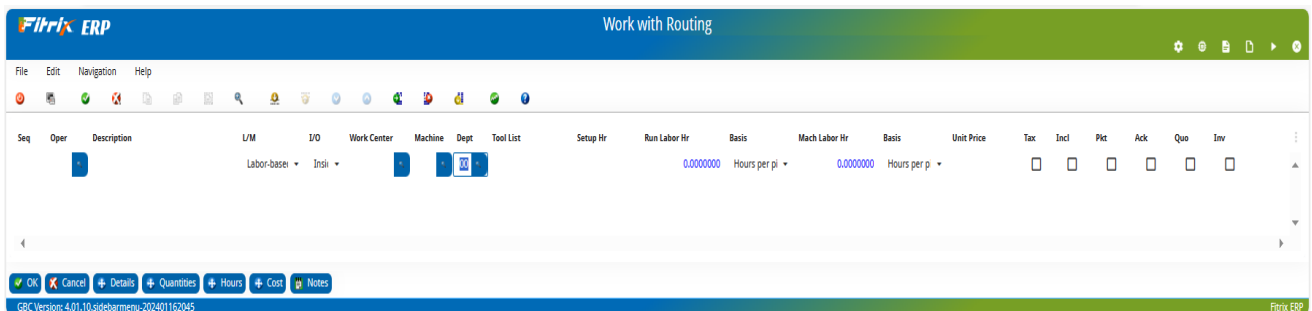 Fitrix ERP
Work with Routing
File Edit Navigation Help
Seq Oper Description L/M I/O Work Center Machine Dept Tool List Setup Hr Run Labor Hr Basis Mach Labor Hr Basis Unit Price Tax Incl Pkt Ack Quo Inv
Labor-base Insi 00 0.0000000 Hours per pi 0.0000000 Hours per p
OK Cancel Details Quantities Hours Cost Notes
GBC Version: 4.01.10.sidebarmenu-202401162045 Fitrix ERP